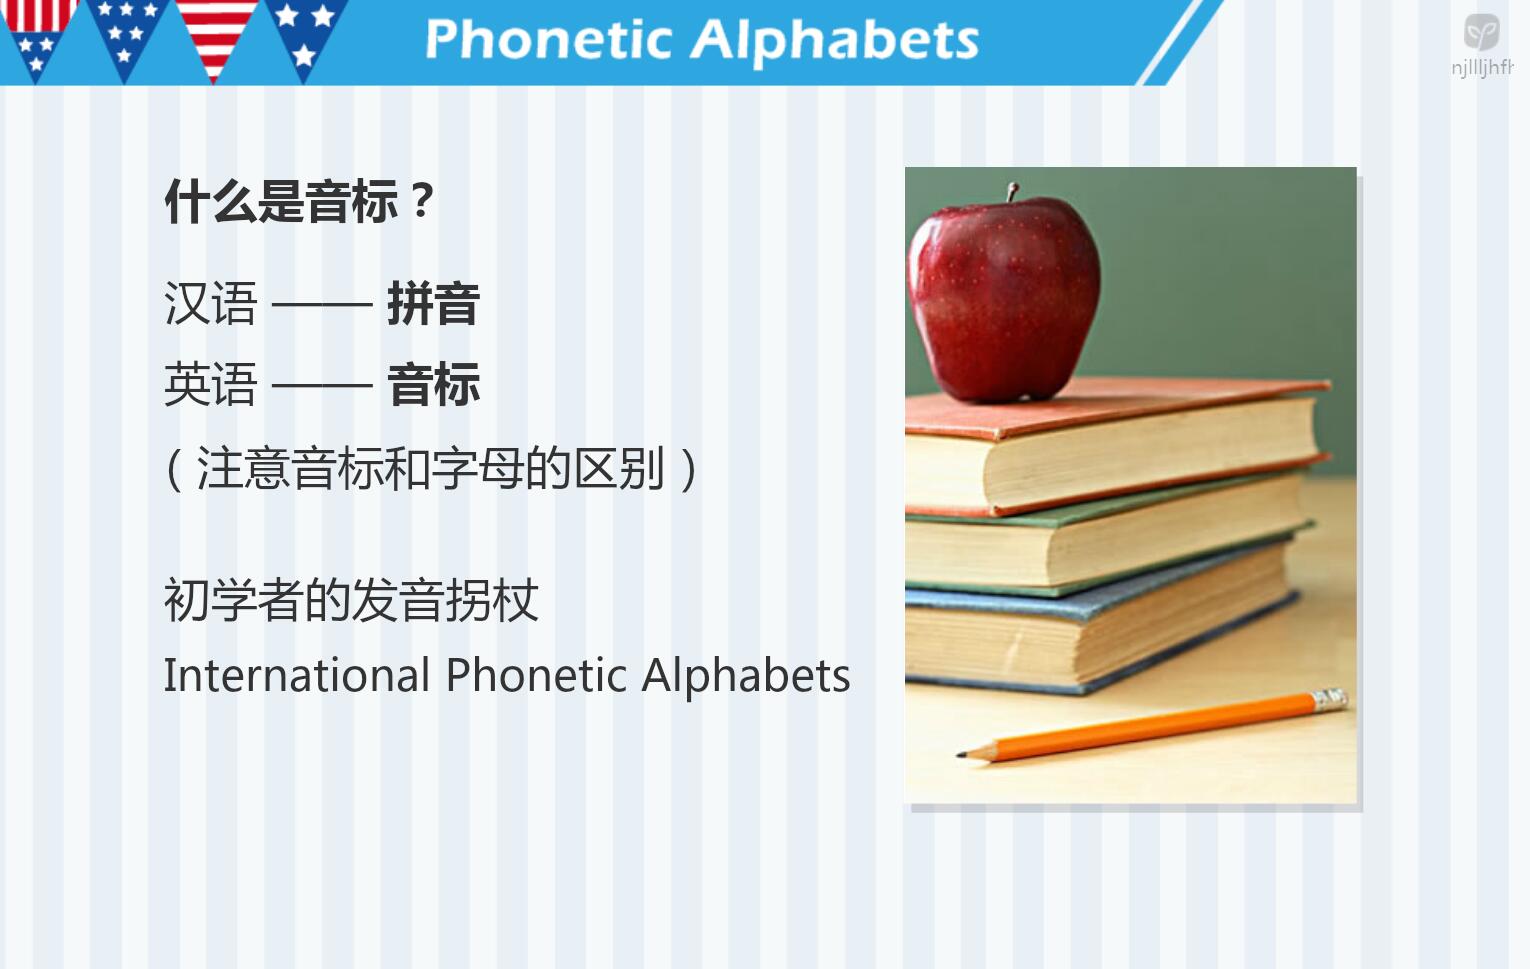 Phonetic Alphabets
njllljhfh
什么是音标？
汉语 —— 拼音
英语 —— 音标
（注意音标和字母的区别）
初学者的发音拐杖
International Phonetic Alphabets